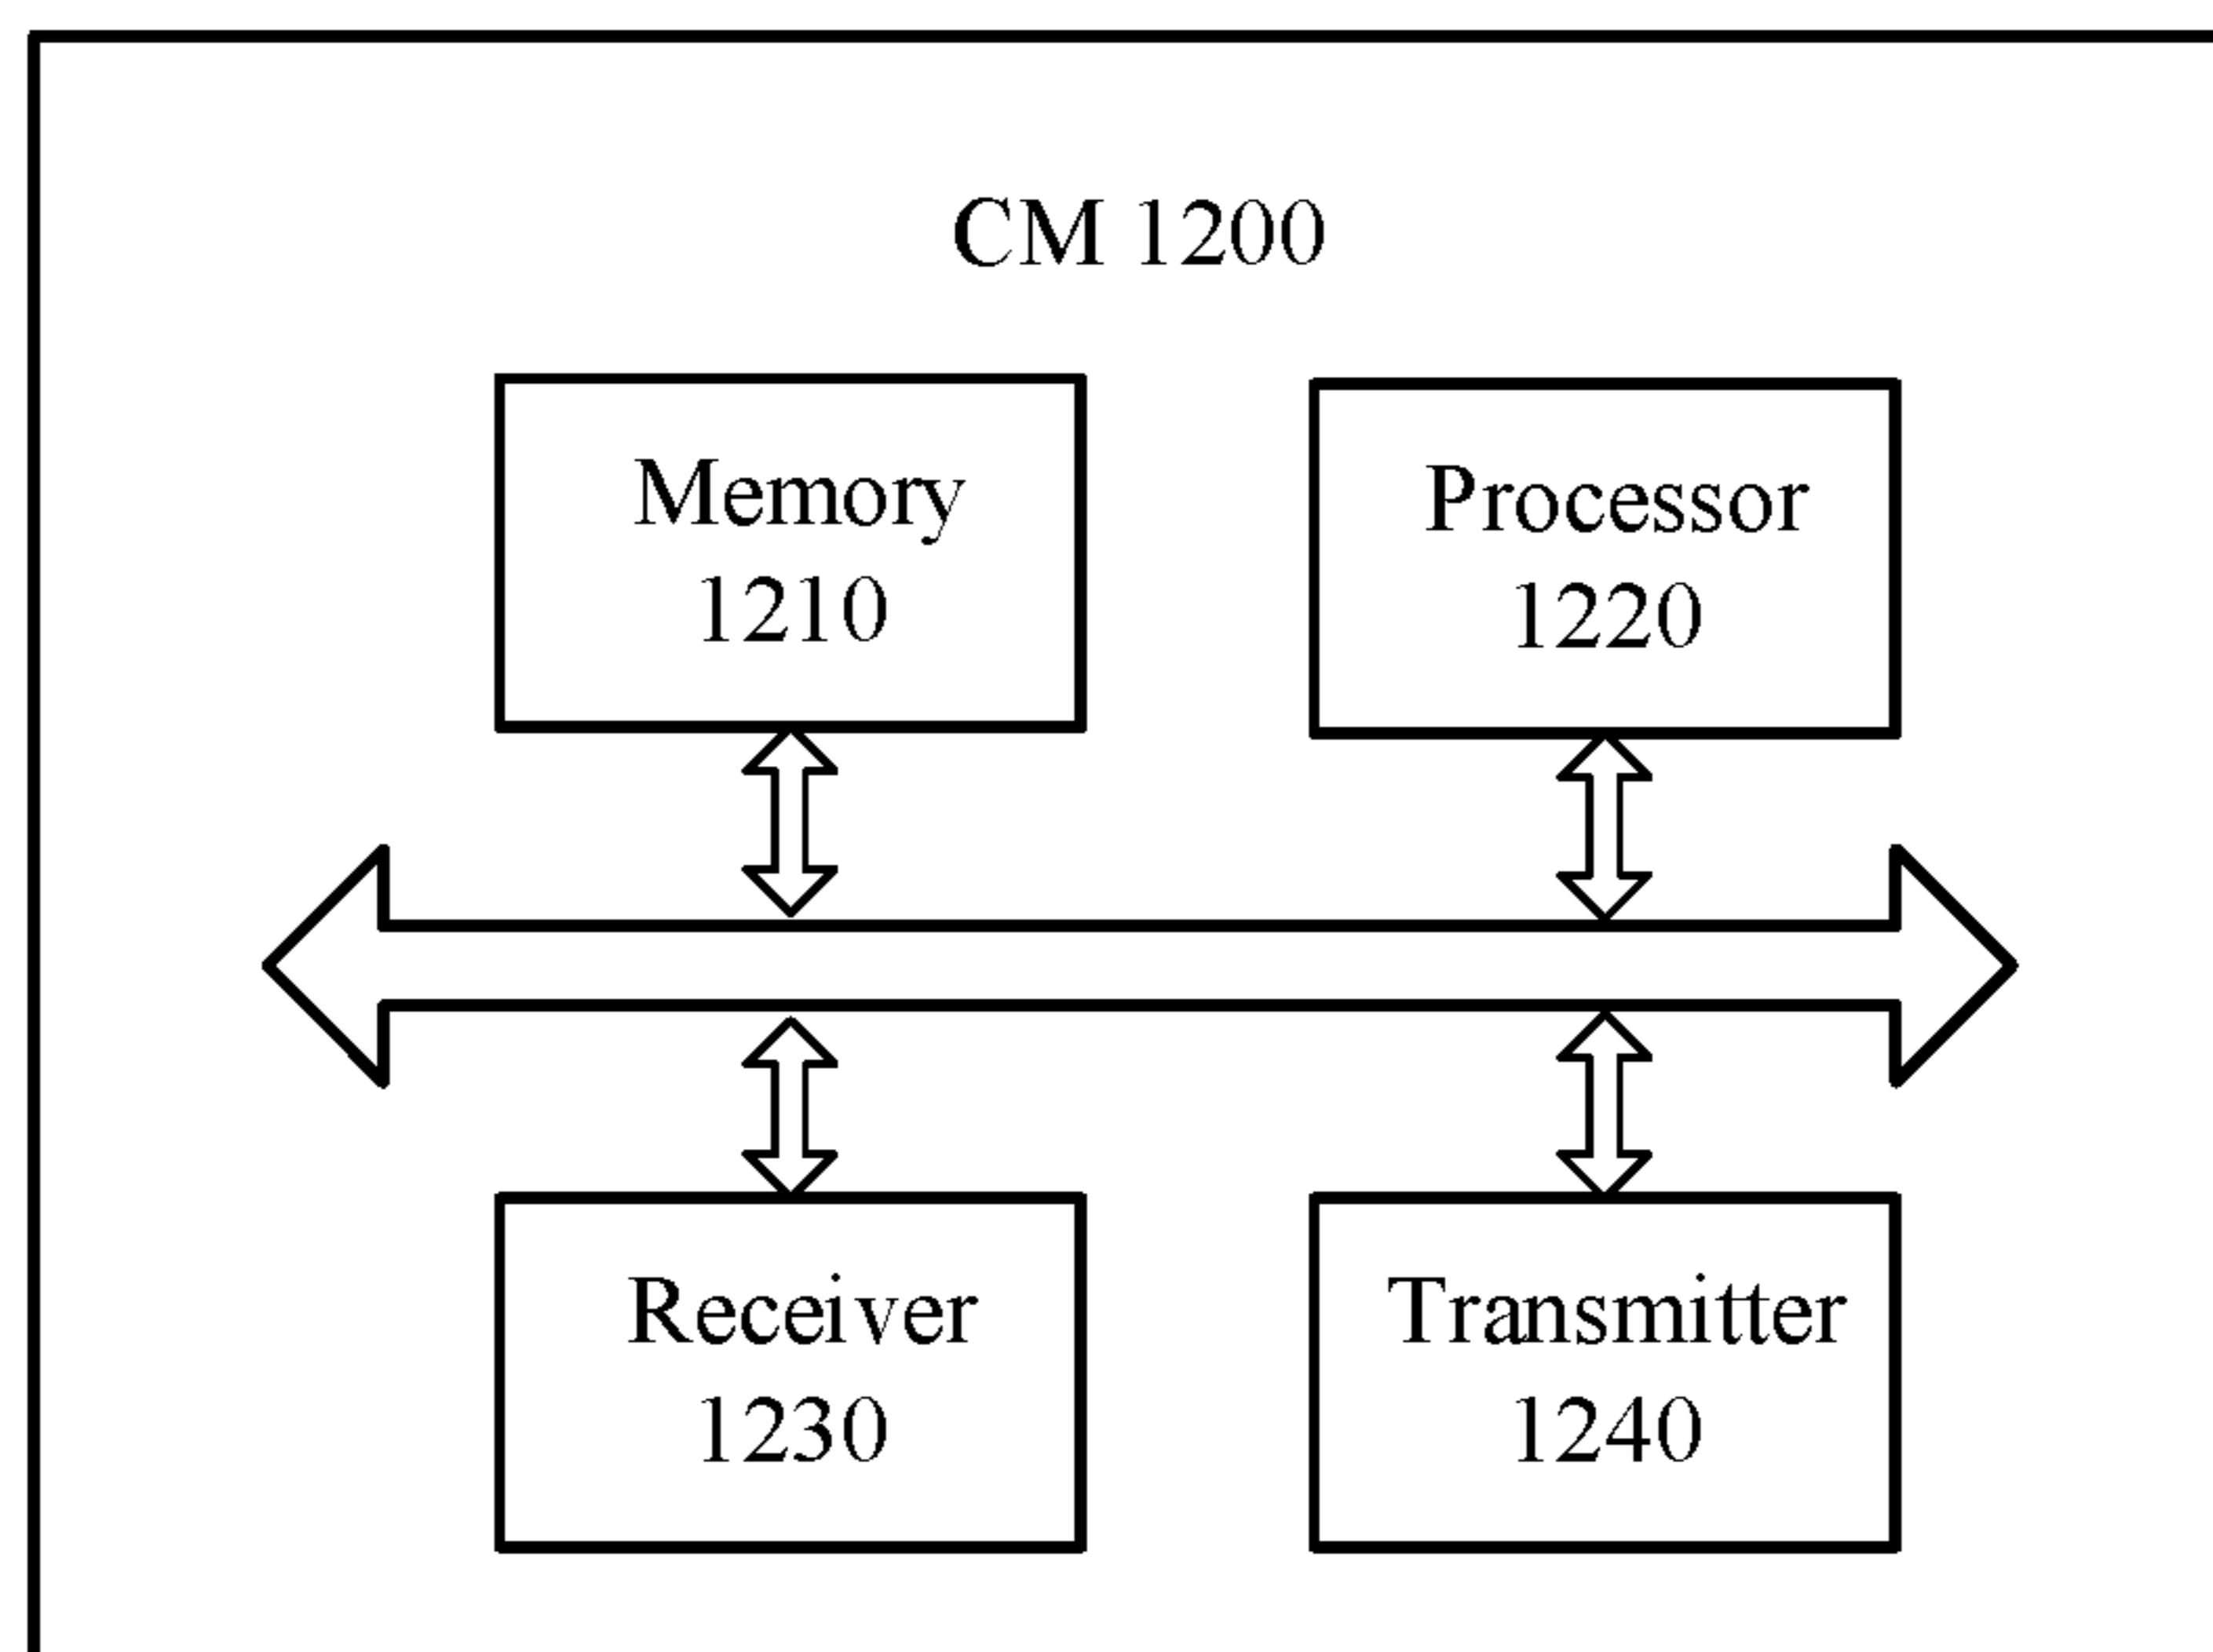 CM 1200
Memory
1210
Processor
1220
Receiver
1230
Transmitter
1240